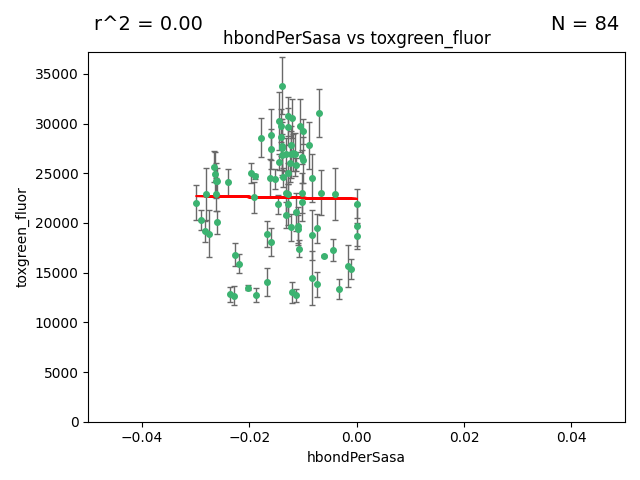 r^2 = 0.00
N = 84
hbondPerSasa vs toxgreen_fluor
35000
30000
25000
20000
15000
10000
5000
0
toxgreen_fluor
−0.04
−0.02
0.00
0.02
0.04
hbondPerSasa